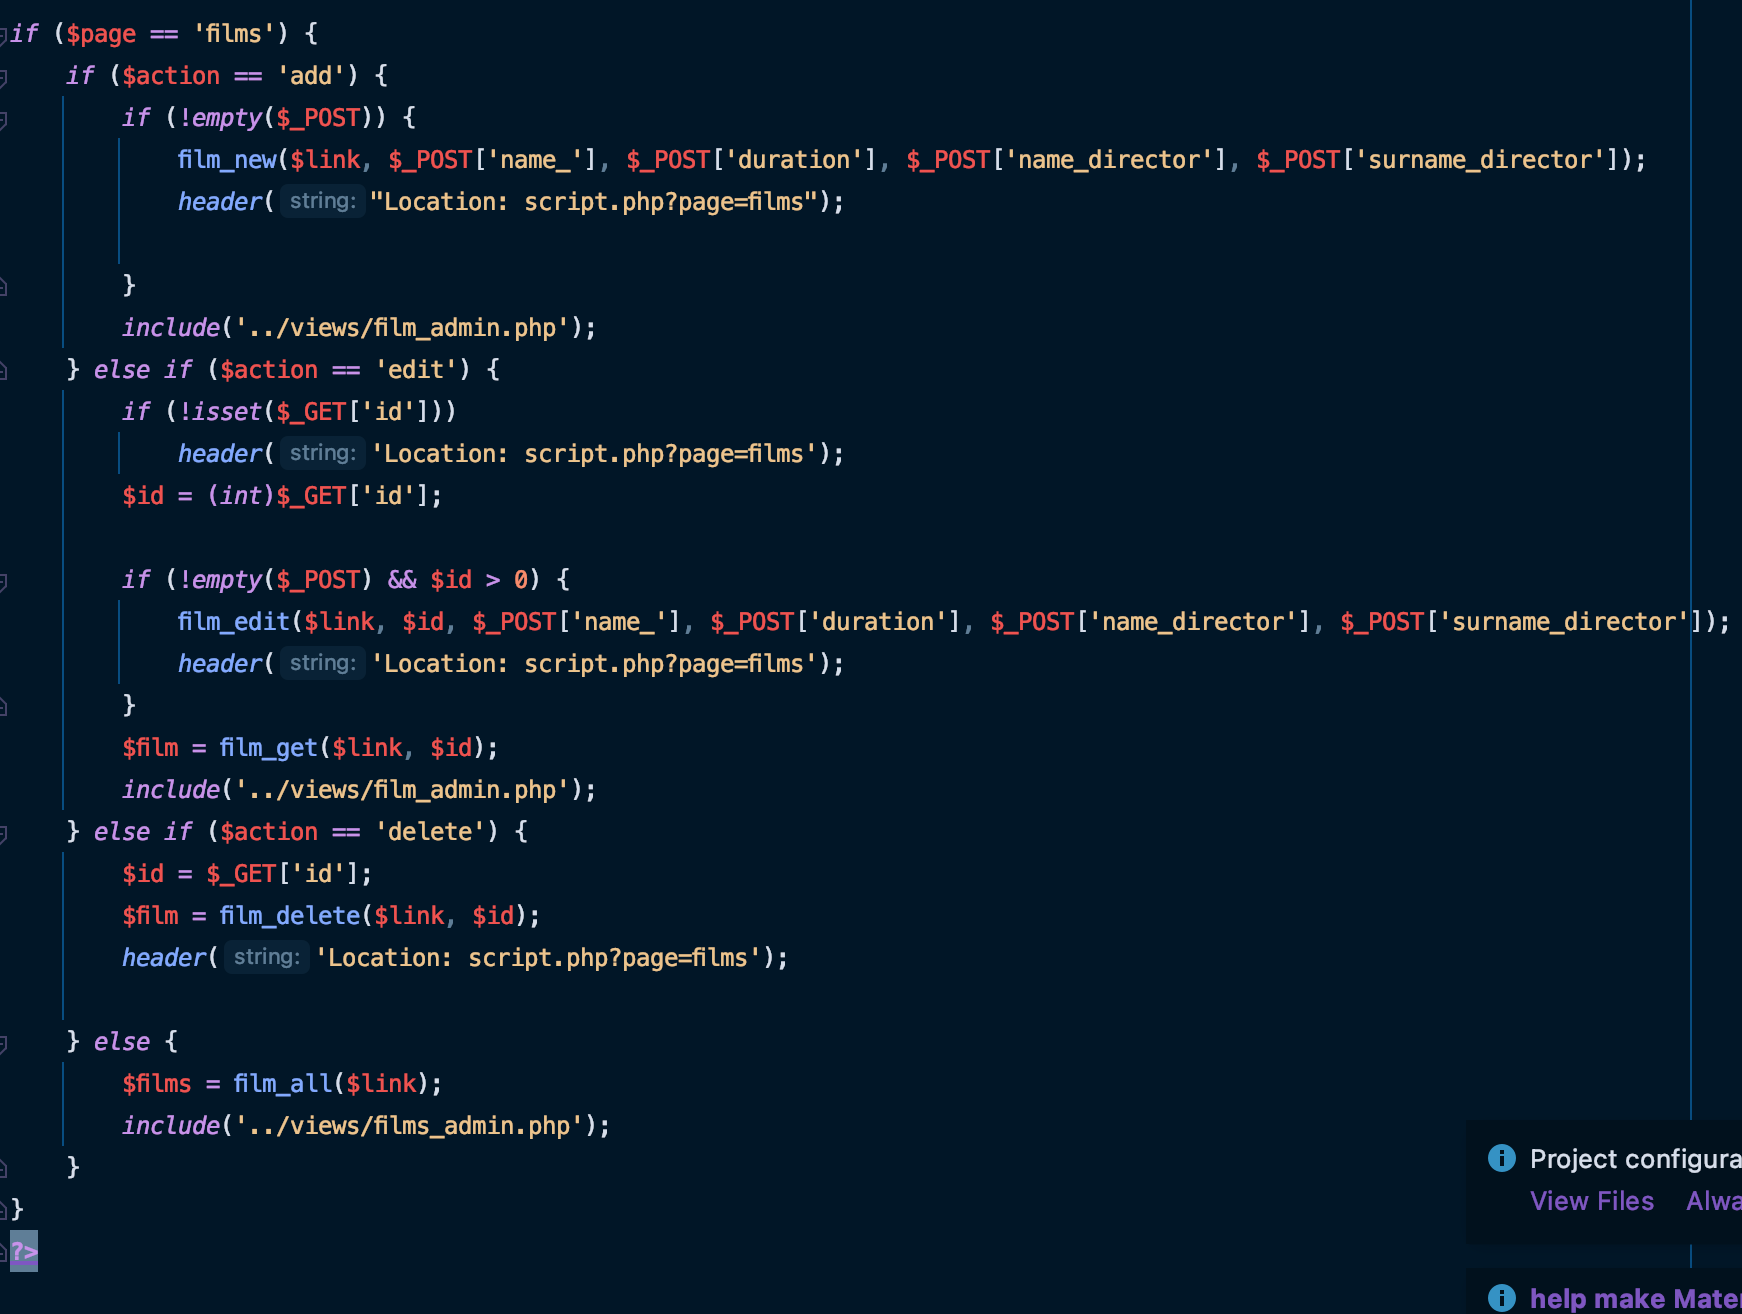 if ($page == 'films') {
    if ($action == 'add') {
        if (!empty($_POST)) {
            film_new($link, $_POST['name_'], $_POST['duration'], $_POST['name_director'], $_POST['surname_director']);
            header( string: "Location: script.php?page=films");
        }
        include('../views/film_admin.php');
    } else if ($action == 'edit') {
        if (!isset($_GET['id']))
            header( string: 'Location: script.php?page=films');
        $id = (int)$_GET['id'];
        if (!empty($_POST) && $id > 0) {
            film_edit($link, $id, $_POST['name_'], $_POST['duration'], $_POST['name_director'], $_POST['surname_director']);
            header( string: 'Location: script.php?page=films');
        }
        $film = film_get($link, $id);
        include('../views/film_admin.php');
    } else if ($action == 'delete') {
        $id = $_GET['id'];
        $film = film_delete($link, $id);
        header( string: 'Location: script.php?page=films');
    } else {
        $films = film_all($link);
        include('../views/films_admin.php');
    }
}
?>
Project configura
View Files Alwa
help make Mate